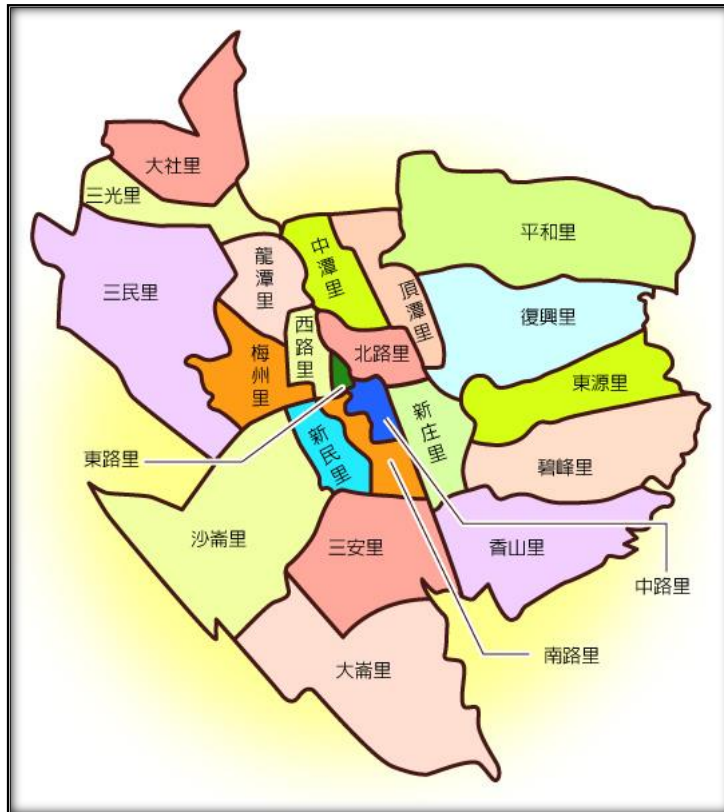 大社里
三光里
平和里
中潭里
龍潭里
頂潭里
三民里
復興里
西路里
北路里
梅州里
東源里
新庄里
東路里
新民里
碧峰里
沙崙里
三安里
香山里
中路里
南路里
大崙里